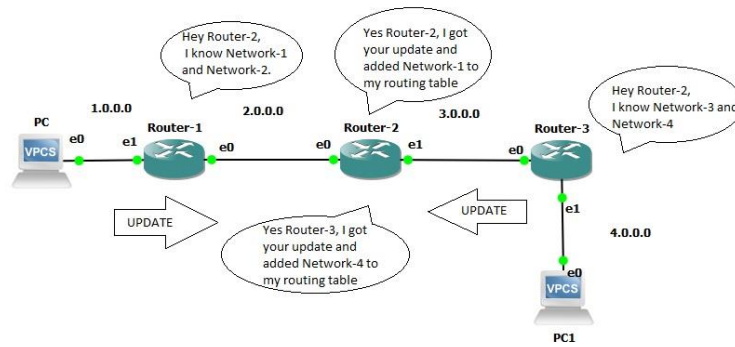 Hey Router-2,
I know Network-1
and Network-2.
Yes Router-2, I got
your update and
added Network-1 to
my routing table
Hey Router-2,
I know Network-3 and
Network-4
1.0.0.0
2.0.0.0
3.0.0.0
PC
Router-1
Router-2
Router-3
VPCS
e0
e1
e0
e0
e1
e0
UPDATE
Yes Router-3, I got
your update and
added Network-4 to
my routing table
UPDATE
e1
4.0.0.0
e0
VPCS
PC1